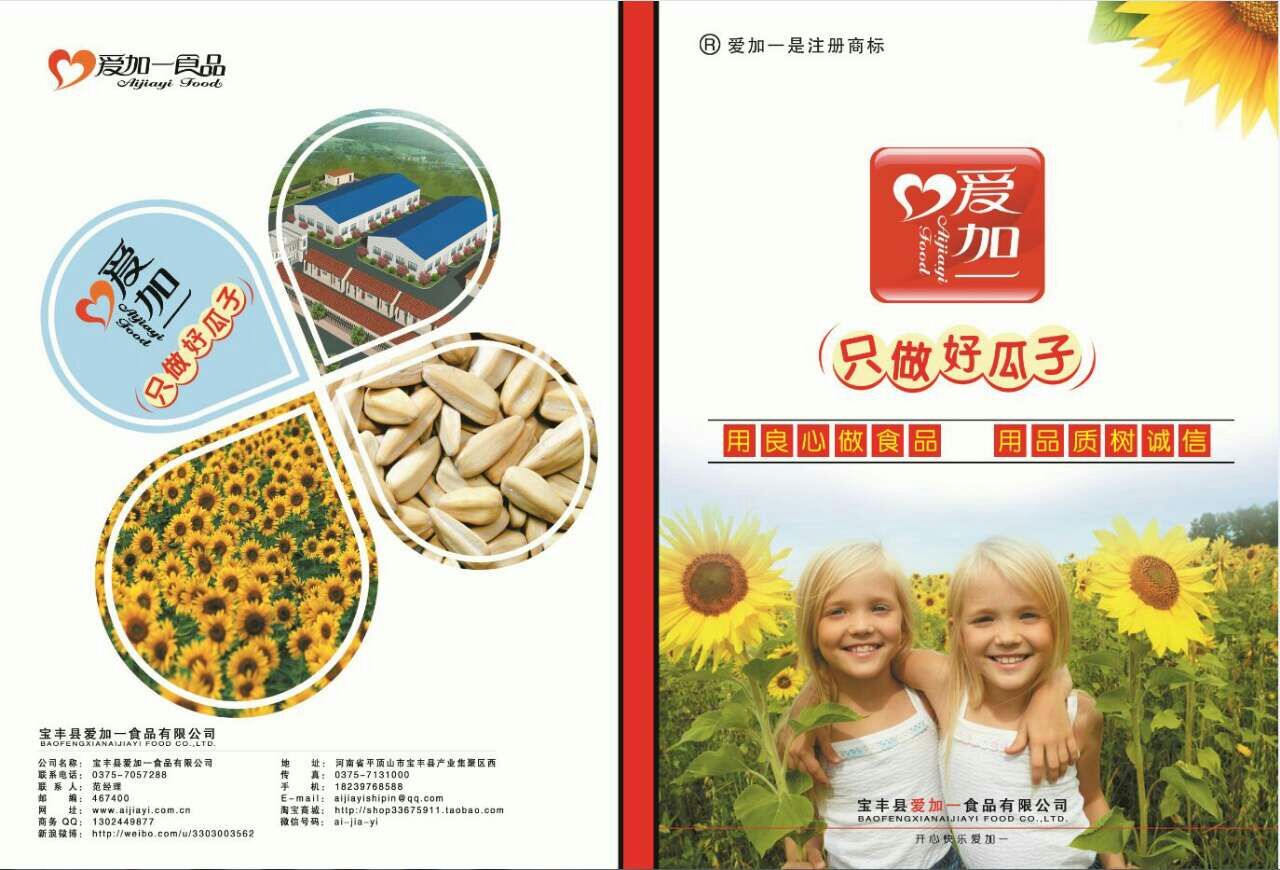 爱加一食品
Aijiayi Food
爱加一
Aijiayi
Food
只做好瓜子
宝丰县爱加一食品有限公司
BAOFENGXIANAIJIAYI FOOD CO.,LTD.
公司名称: 宝丰县爱加一食品有限公司
联系电话: 0375-7057288
联 系 人: 范经理
邮 编: 467400
网 址: www.aijiayi.com.cn
商务 QQ: 1302449877
新浪微博: http://weibo.com/u/3303003562
地 址: 河南省平顶山市宝丰县产业集聚区西
传 真: 0375-7131000
手 机: 18239768588
E-mail: aijiayishipin@qq.com
淘宝商城: http://shop33675911.taobao.com
微信号码: ai-jia-yi
® 爱加一是注册商标
爱加一
Aijiayi
Food
只做好瓜子
用良心做食品 用品质树诚信
宝丰县爱加一食品有限公司
BAOFENGXIANAIJIAYI FOOD CO.,LTD.
开心快乐爱加一